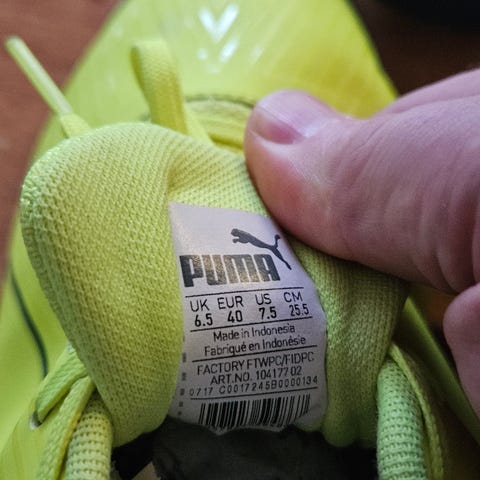 PUMA
UK EUR US CM
6.5 40 7.5 25.5
Made in Indonesia
Fabriqué en Indonésie
FACTORY FTWPC/FIDPC
ART.NO. 104177 02
0717 C0017245B0000134